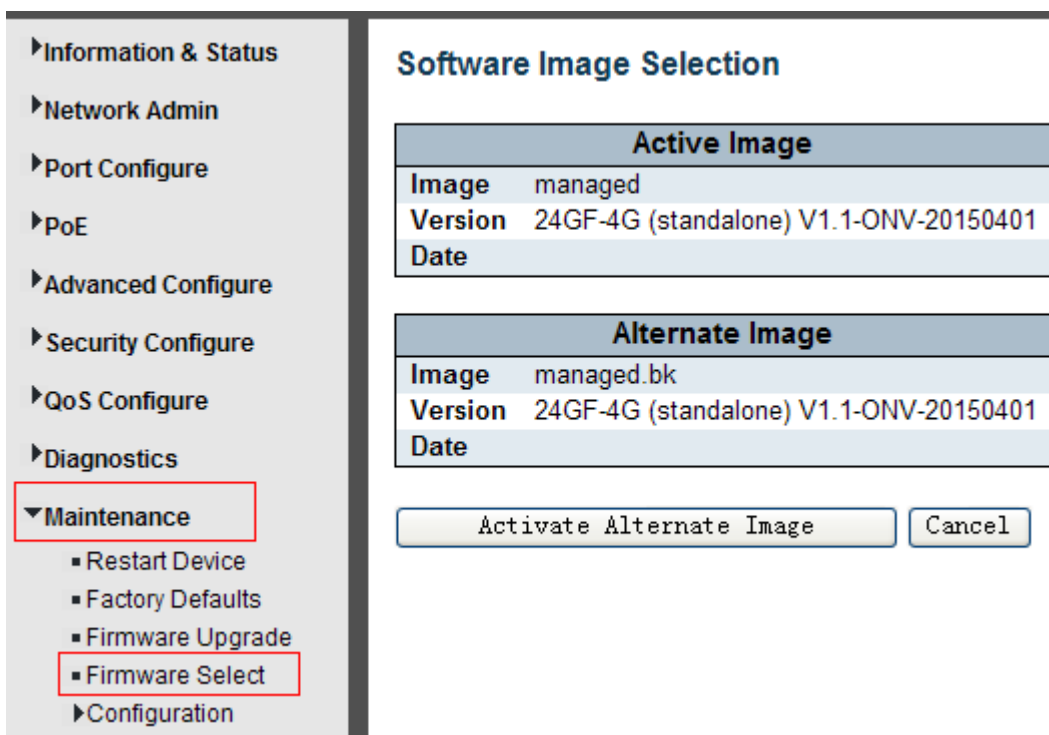 Information & Status
Network Admin
Port Configure
PoE
Advanced Configure
Security Configure
QoS Configure
Diagnostics
Maintenance
Restart Device
Factory Defaults
Firmware Upgrade
Firmware Select
Configuration
Software Image Selection
Active Image
Image managed
Version 24GF-4G (standalone) V1.1-ONV-20150401
Date
Alternate Image
Image managed.bk
Version 24GF-4G (standalone) V1.1-ONV-20150401
Date
Activate Alternate Image Cancel